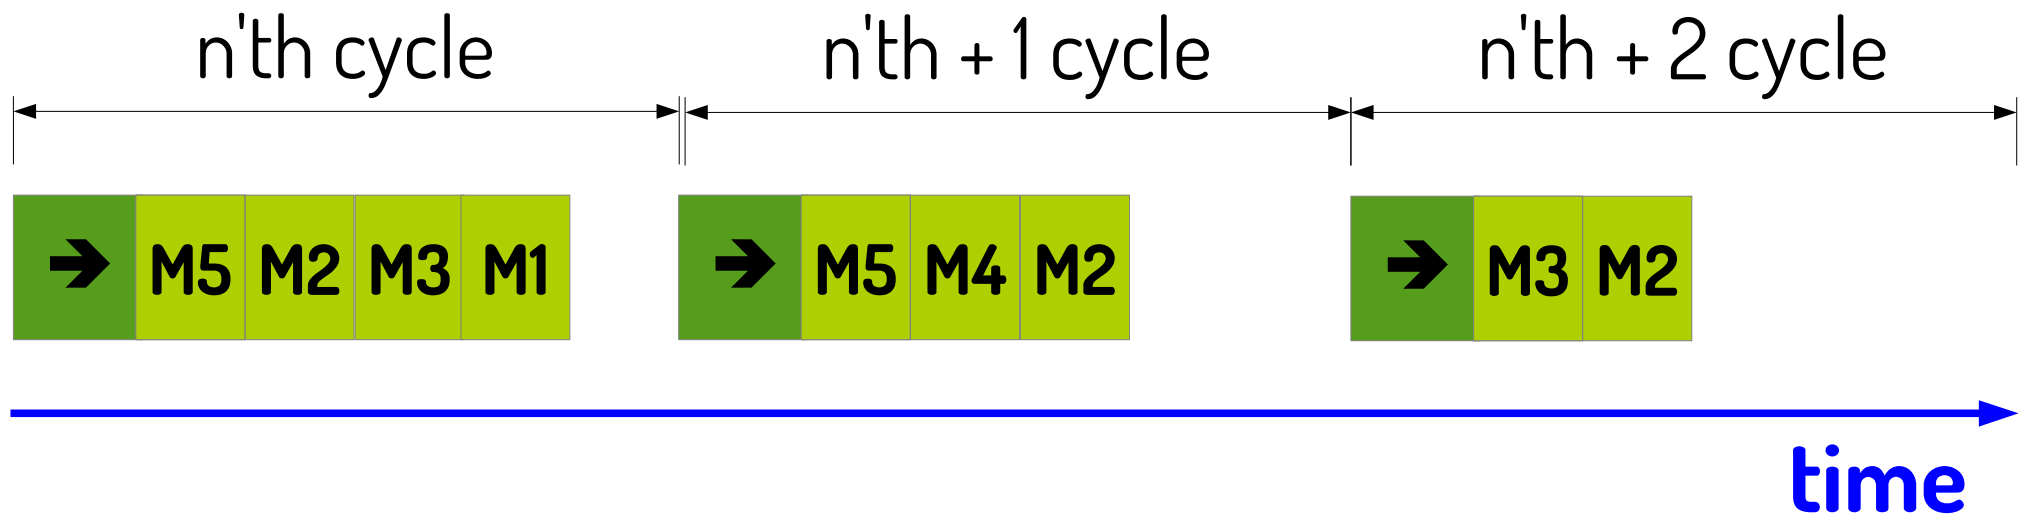 n'th cycle n'th + 1 cycle n'th + 2 cycle
M5 M2 M3 M1 M5 M4 M2 M3 M2
time